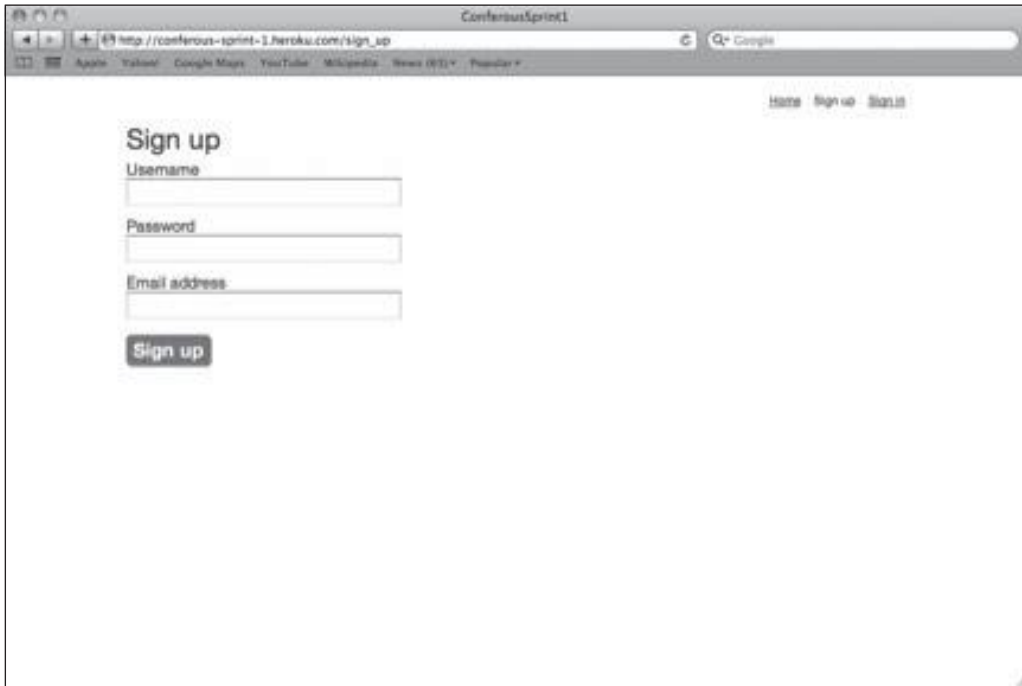 ConferousSprint1
http://conferous-sprint-1.heroku.com/sign_up
Google
Apple Yahoo! Google Maps YouTube Wikipedia News (65) Popular
Home Sign up Sign in
Sign up
Username
Password
Email address
Sign up